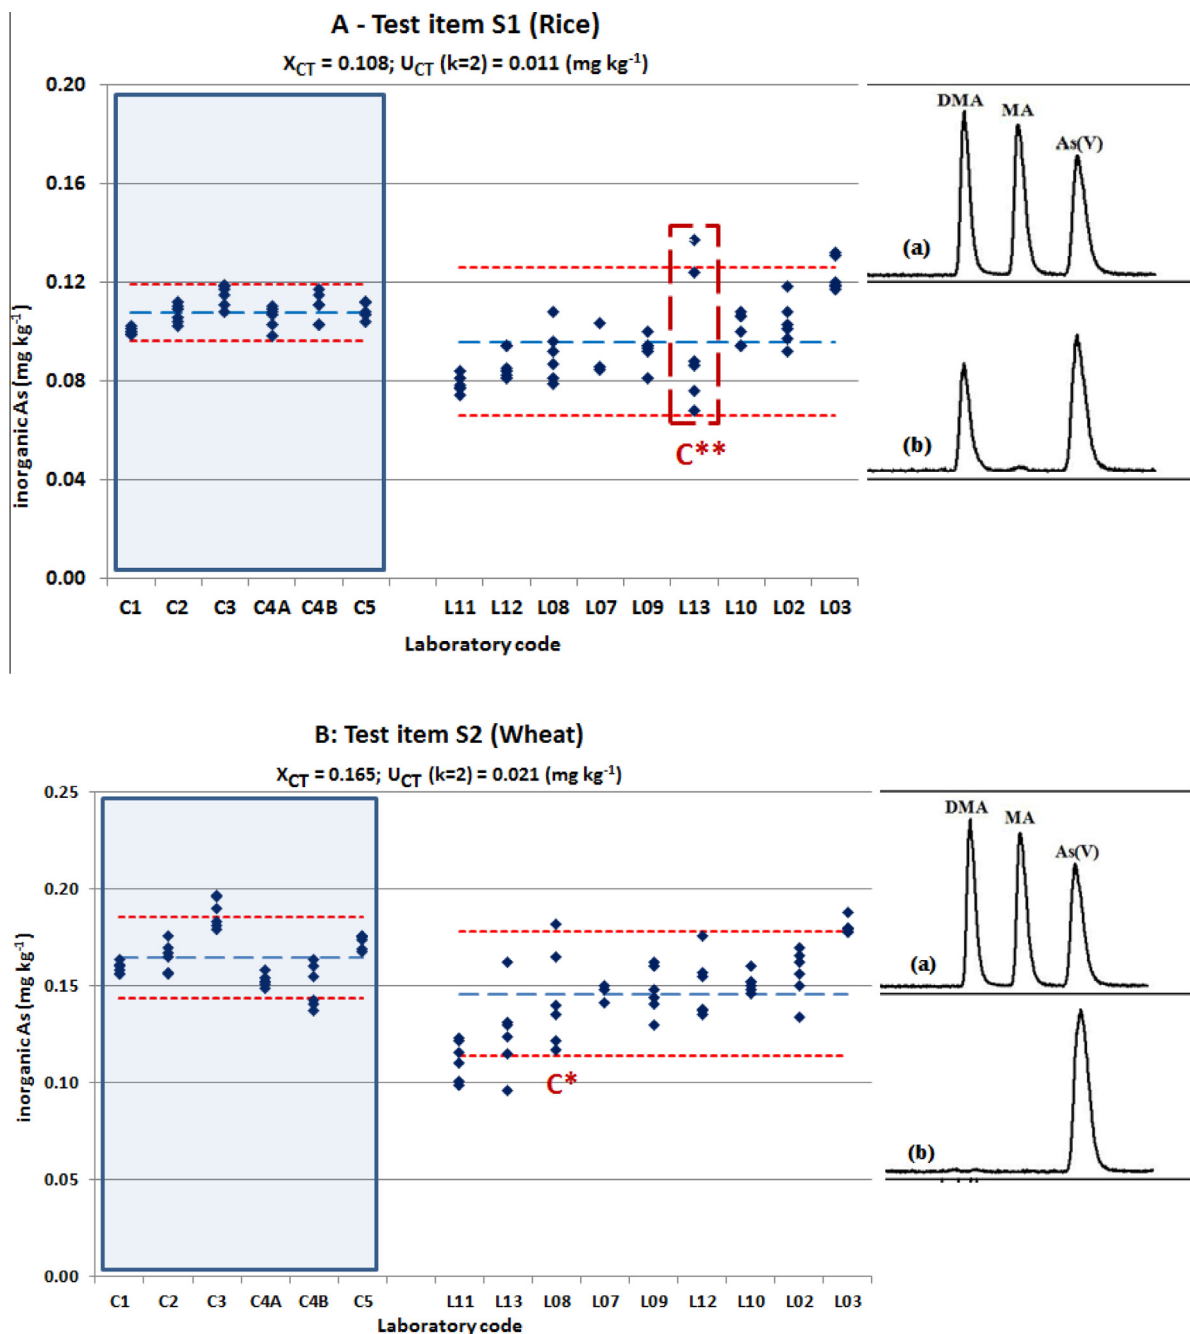 A - Test item S1 (Rice)
X_CT = 0.108; U_CT (k=2) = 0.011 (mg kg⁻¹)
0.20
0.16
0.12
0.08
0.04
0.00
inorganic As (mg kg⁻¹)
C1 C2 C3 C4A C4B C5 L11 L12 L08 L07 L09 L13 L10 L02 L03
Laboratory code
C**
DMA MA As(V)
(a)
(b)
B: Test item S2 (Wheat)
X_CT = 0.165; U_CT (k=2) = 0.021 (mg kg⁻¹)
0.25
0.20
0.15
0.10
0.05
0.00
inorganic As (mg kg⁻¹)
C1 C2 C3 C4A C4B C5 L11 L13 L08 L07 L09 L12 L10 L02 L03
Laboratory code
C*
DMA MA As(V)
(a)
(b)